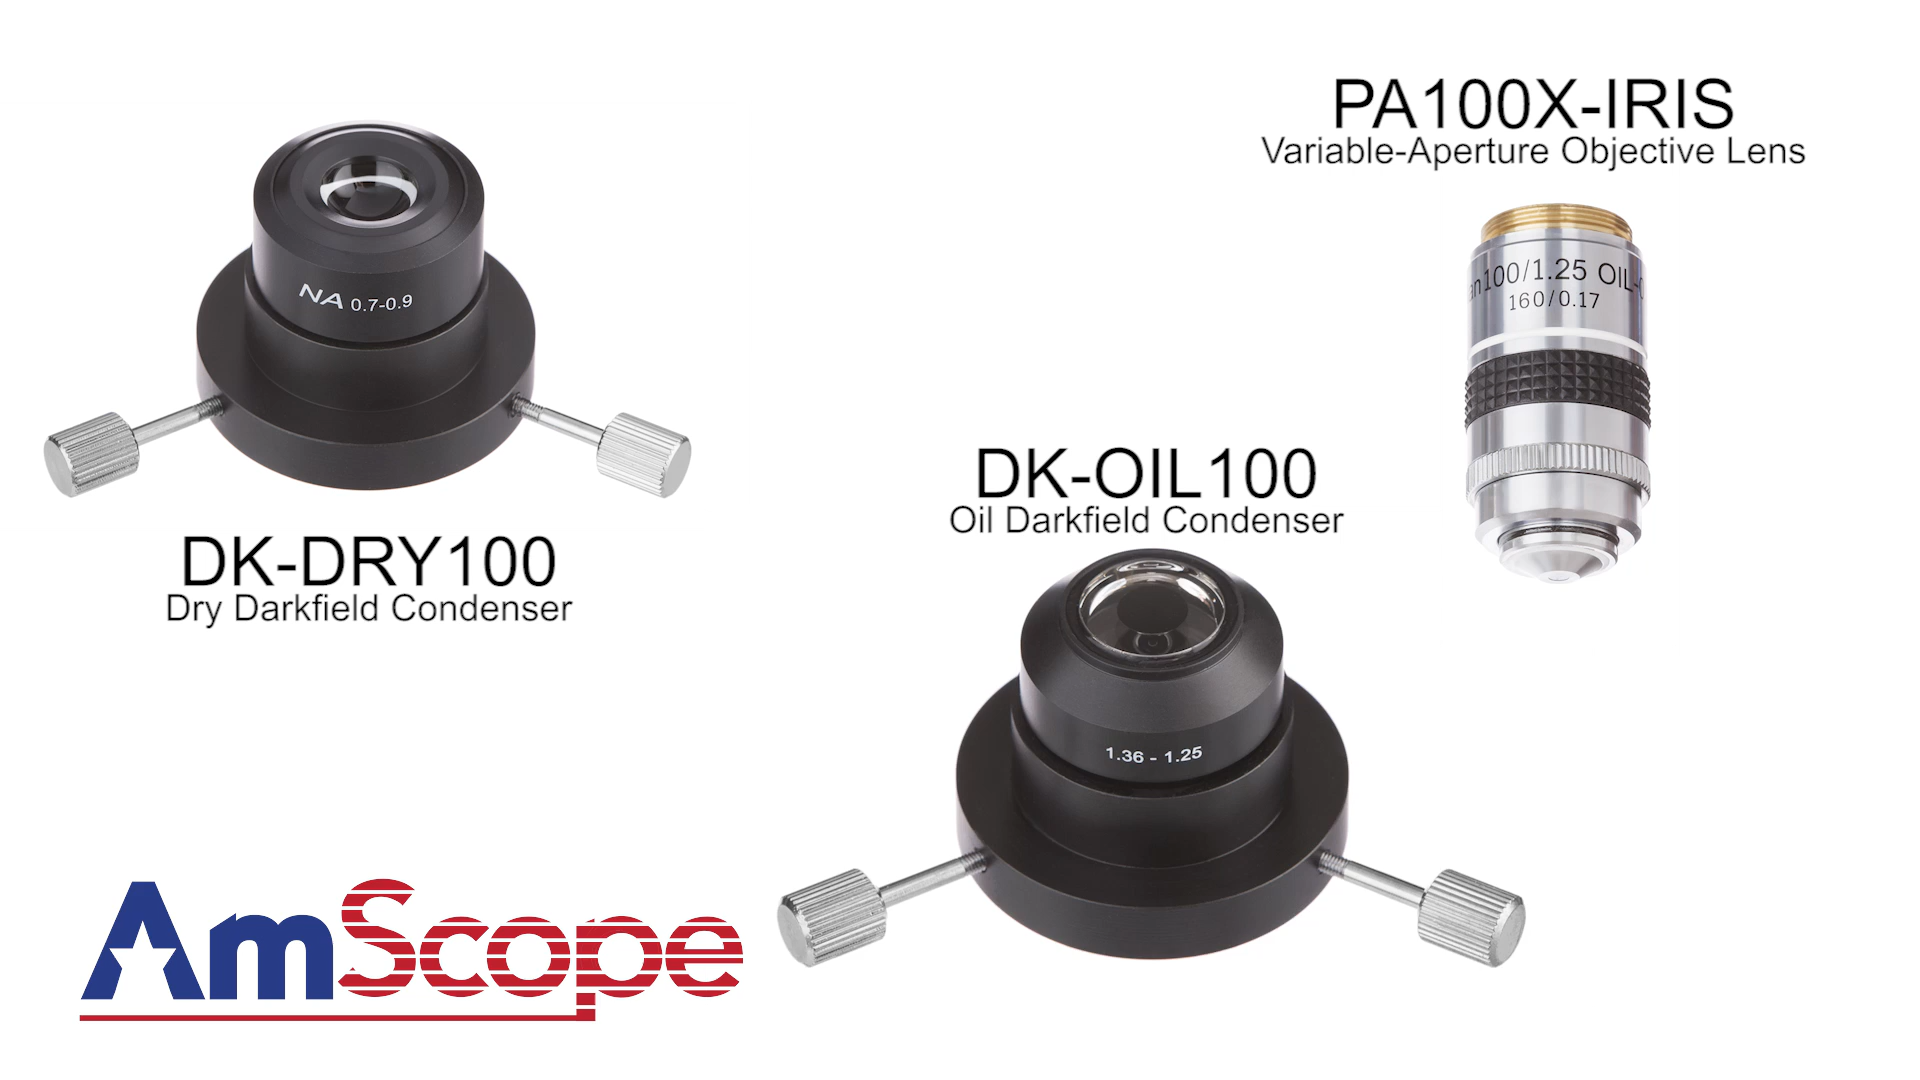 PA100X-IRIS
Variable-Aperture Objective Lens
an100/1.25 OIL-
160/0.17
NA 0.7-0.9
DK-DRY100
Dry Darkfield Condenser
DK-OIL100
Oil Darkfield Condenser
1.36 - 1.25
AmScope